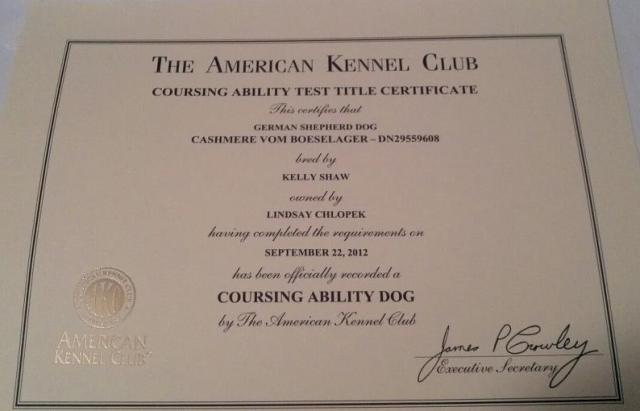 THE AMERICAN KENNEL CLUB
COURSING ABILITY TEST TITLE CERTIFICATE
This certifies that
GERMAN SHEPHERD DOG
CASHMERE VOM BOESELAGER – DN29559608
bred by
KELLY SHAW
owned by
LINDSAY CHLOPEK
having completed the requirements on
SEPTEMBER 22, 2012
has been officially recorded a
COURSING ABILITY DOG
by The American Kennel Club
AMERICAN
KENNEL CLUB
James P Crowley
Executive Secretary